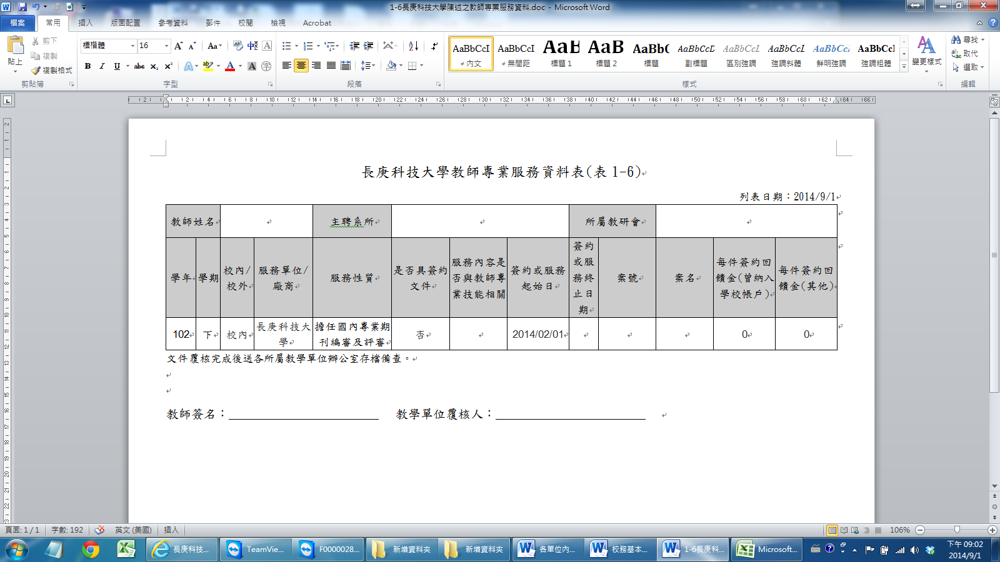 1-6長庚科技大學陳述之教師專業服務資料.doc - Microsoft Word
檔案 常用 插入 版面配置 參考資料 郵件 校閱 檢視 Acrobat
貼上 剪下 複製 複製格式 剪貼簿
標楷體 16 字型
段落
AaBbCcI 內文
AaBbCcI 無間距
AaB 標題 1
AaB 標題 2
AaBbC 標題
AaBbCcD 副標題
AaBbCcL 區別強調
AaBbCcL 強調斜體
AaBbCcL 鮮明強調
AaBbCcl 強調粗體
變更樣式 樣式
尋找 取代 選取 編輯
長庚科技大學教師專業服務資料表(表 1-6)
列表日期：2014/9/1
教師姓名 主聘系所 所屬教研會
學年 學期 校內/校外 服務單位/廠商 服務性質 是否具簽約文件 服務內容是否與教師專業技能相關 簽約或服務起始日 簽約或服務終止日期 案號 案名 每件簽約回饋金(曾納入學校帳戶) 每件簽約回饋金(其他)
102 下 校內 長庚科技大學 擔任國內專業期刊編審及評審 否 2014/02/01 0 0
文件覆核完成後送各所屬教學單位辦公室存檔備查。
教師簽名： 教學單位覆核人：
頁面: 1 / 1 字數: 192 英文 (美國) 插入 106%
長庚科技... TeamVie... F0000028... 新增資料夾 新增資料夾 各單位內... 校務基本... 1-6長庚科... Microsoft...
下午 09:02
2014/9/1